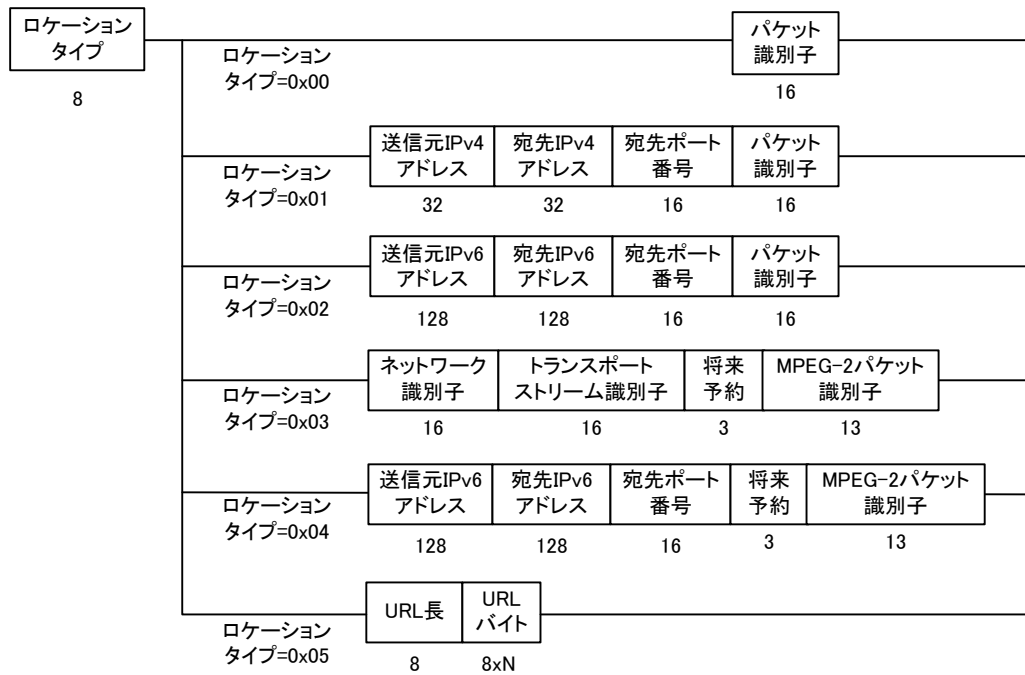 ロケーション
タイプ
8
ロケーション
タイプ=0x00
パケット
識別子
16
ロケーション
タイプ=0x01
送信元IPv4
アドレス
32
宛先IPv4
アドレス
32
宛先ポート
番号
16
パケット
識別子
16
ロケーション
タイプ=0x02
送信元IPv6
アドレス
128
宛先IPv6
アドレス
128
宛先ポート
番号
16
パケット
識別子
16
ロケーション
タイプ=0x03
ネットワーク
識別子
16
トランスポート
ストリーム識別子
16
将来
予約
3
MPEG-2パケット
識別子
13
ロケーション
タイプ=0x04
送信元IPv6
アドレス
128
宛先IPv6
アドレス
128
宛先ポート
番号
16
将来
予約
3
MPEG-2パケット
識別子
13
ロケーション
タイプ=0x05
URL長
8
URL
バイト
8xN